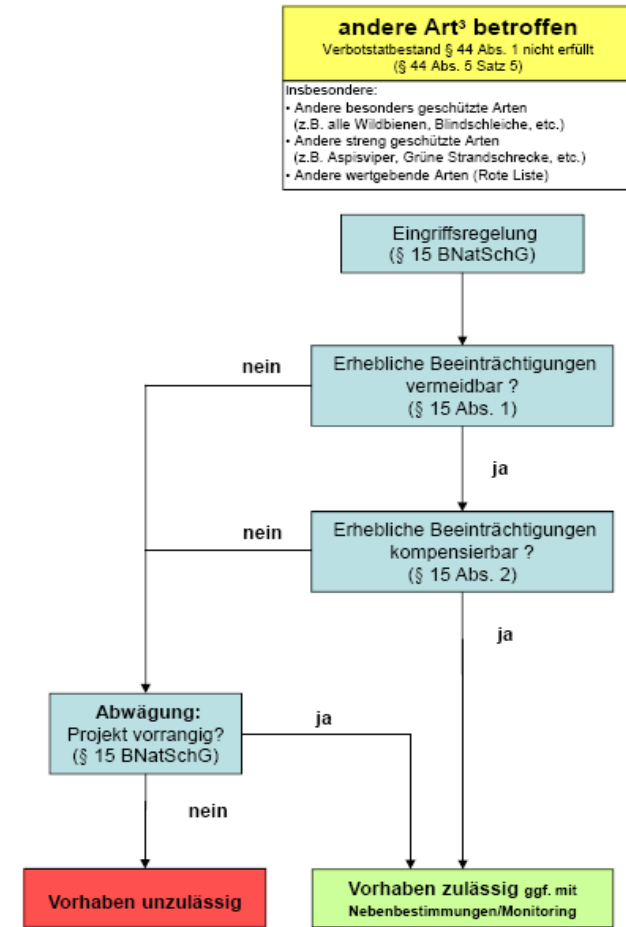 andere Art³ betroffen
Verbotstatbestand § 44 Abs. 1 nicht erfüllt
(§ 44 Abs. 5 Satz 5)
Insbesondere:
• Andere besonders geschützte Arten
(z.B. alle Wildbienen, Blindschleiche, etc.)
• Andere streng geschützte Arten
(z.B. Aspisviper, Grüne Strandschrecke, etc.)
• Andere wertgebende Arten (Rote Liste)
Eingriffsregelung
(§ 15 BNatSchG)
nein
Erhebliche Beeinträchtigungen
vermeidbar ?
(§ 15 Abs. 1)
ja
nein
Erhebliche Beeinträchtigungen
kompensierbar ?
(§ 15 Abs. 2)
ja
Abwägung:
Projekt vorrangig?
(§ 15 BNatSchG)
ja
nein
Vorhaben unzulässig
Vorhaben zulässig ggf. mit
Nebenbestimmungen/Monitoring